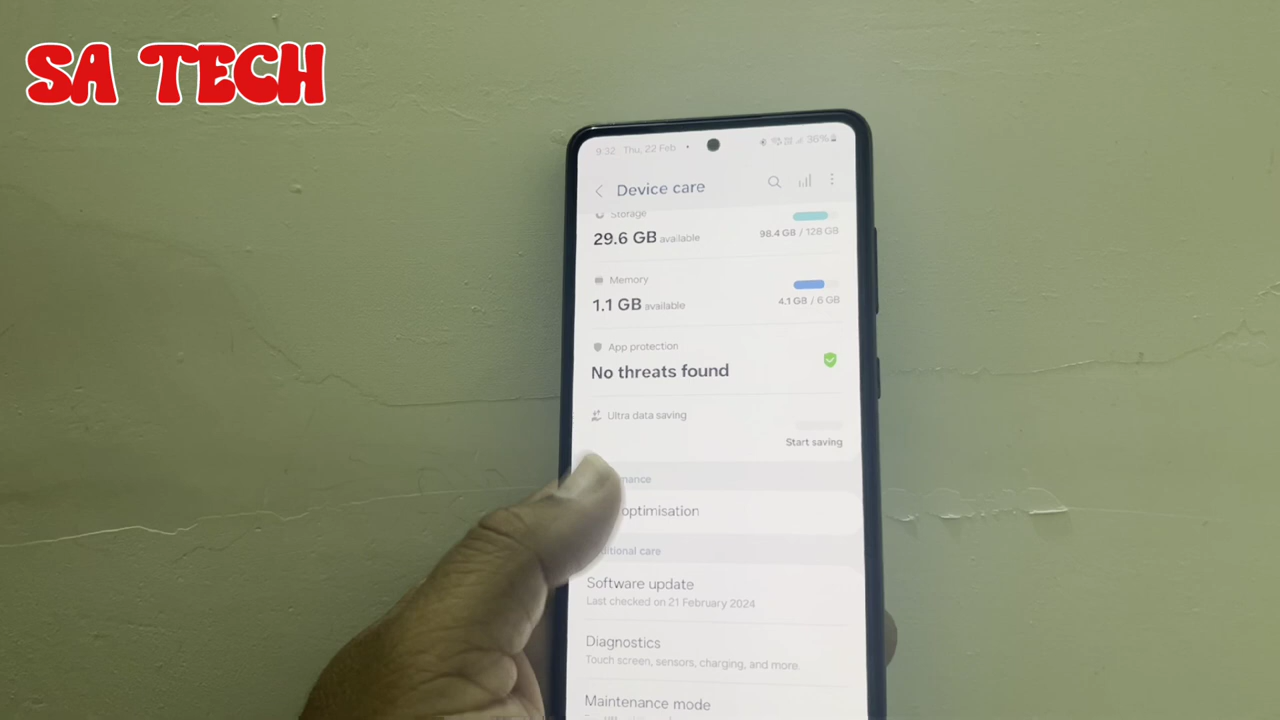 SA TECH
9:32 Thu, 22 Feb
36%
Device care
Storage
29.6 GB available
98.4 GB / 128 GB
Memory
1.1 GB available
4.1 GB / 6 GB
App protection
No threats found
Ultra data saving
Start saving
optimisation
care
Software update
Last checked on 21 February 2024
Diagnostics
Touch screen, sensors, charging, and more.
Maintenance mode